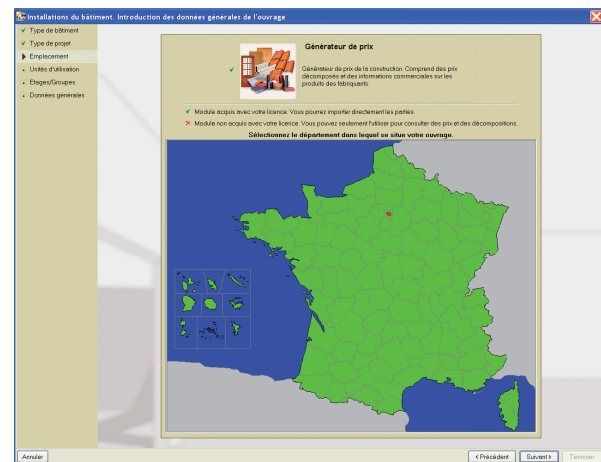 Installations du bâtiment. Introduction des données générales de l'ouvrage
Type de bâtiment
Type de projet
Emplacement
Unités d'utilisation
Etages/Groupes
Données générales
Générateur de prix
Générateur de prix de la construction. Comprend des prix
décomposés et des informations commerciales sur les
produits des fabriquants.
Module acquis avec votre licence. Vous pourrez importer directement les parties.
Module non acquis avec votre licence. Vous pouvez seulement l'utiliser pour consulter des prix et des décompositions.
Sélectionnez le département dans lequel se situe votre ouvrage.
Annuler
< Précédent
Suivant >
Terminer